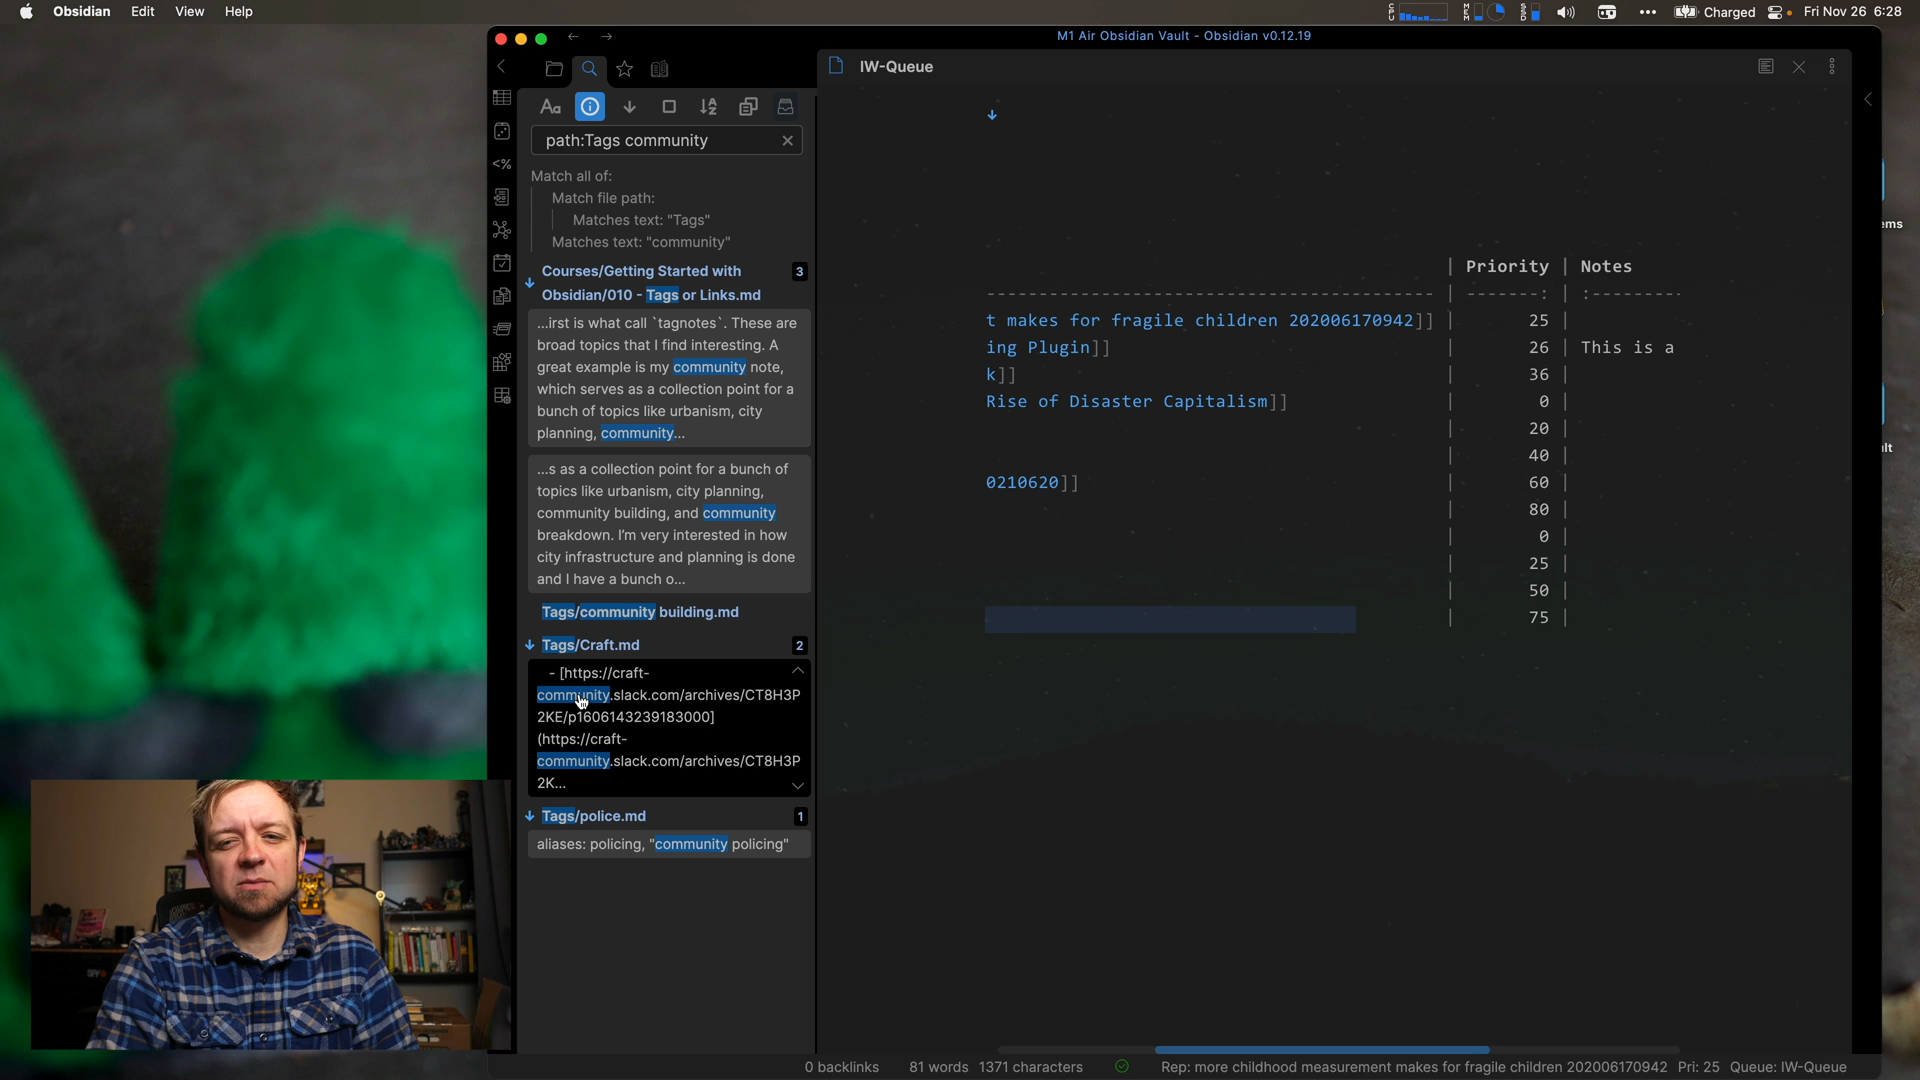 Obsidian Edit View Help
CPU MEM SSD Charged Fri Nov 26 6:28
M1 Air Obsidian Vault - Obsidian v0.12.19
IW-Queue
Aa
path:Tags community
Match all of:
Match file path:
Matches text: "Tags"
Matches text: "community"
Courses/Getting Started with 3
Obsidian/010 - Tags or Links.md
...irst is what call `tagnotes`. These are
broad topics that I find interesting. A
great example is my community note,
which serves as a collection point for a
bunch of topics like urbanism, city
planning, community...
...s as a collection point for a bunch of
topics like urbanism, city planning,
community building, and community
breakdown. I'm very interested in how
city infrastructure and planning is done
and I have a bunch o...
Tags/community building.md
Tags/Craft.md 2
- [https://craft-
community.slack.com/archives/CT8H3P
2KE/p1606143239183000]
(https://craft-
community.slack.com/archives/CT8H3P
2K...
Tags/police.md 1
aliases: policing, "community policing"
| Priority | Notes
------------------------------------------- | -------: | :---------
t makes for fragile children 202006170942]] | 25 |
ing Plugin]] | 26 | This is a
k]] | 36 |
Rise of Disaster Capitalism]] | 0 |
| 20 |
| 40 |
0210620]] | 60 |
| 80 |
| 0 |
| 25 |
| 50 |
| 75 |
ems
lt
0 backlinks 81 words 1371 characters Rep: more childhood measurement makes for fragile children 202006170942 Pri: 25 Queue: IW-Queue